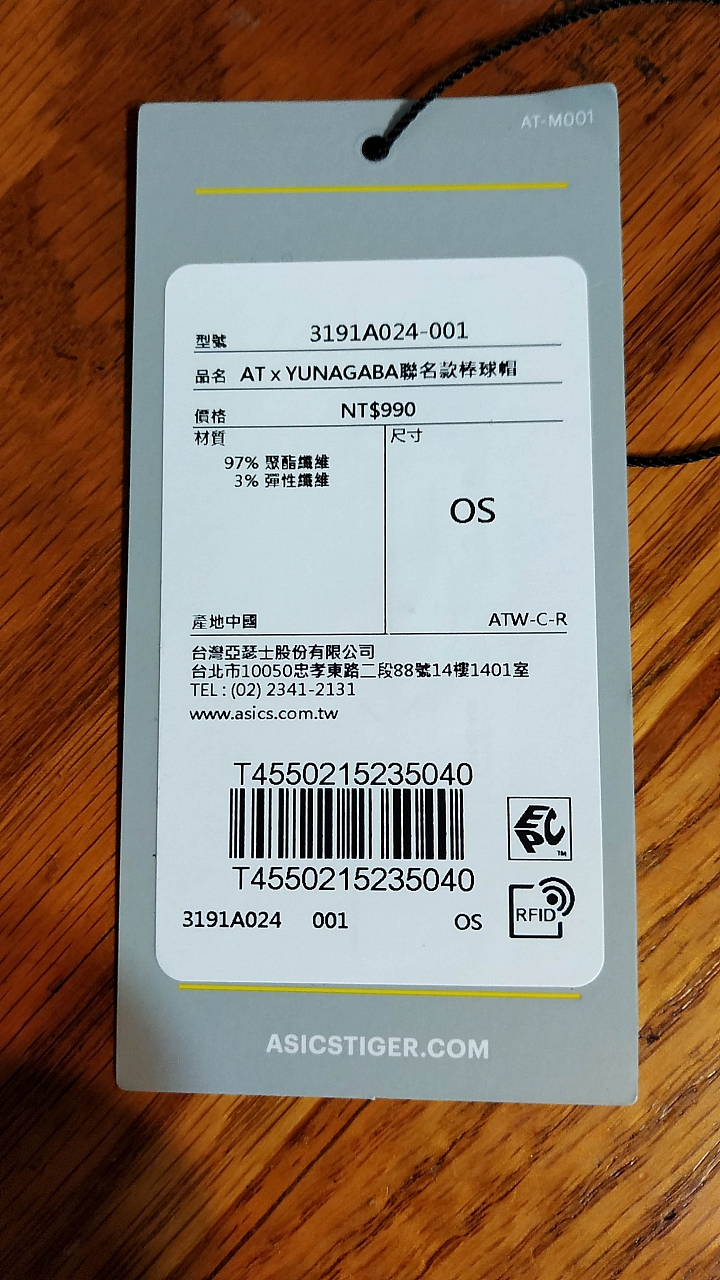 AT-M001
型號 3191A024-001
品名 AT x YUNAGABA聯名款棒球帽
價格 NT$990
材質
尺寸
97% 聚酯纖維
3% 彈性纖維
OS
產地中國
ATW-C-R
台灣亞瑟士股份有限公司
台北市10050忠孝東路二段88號14樓1401室
TEL : (02) 2341-2131
www.asics.com.tw
T4550215235040
T4550215235040
EPC™
RFID
3191A024 001 OS
ASICSTIGER.COM